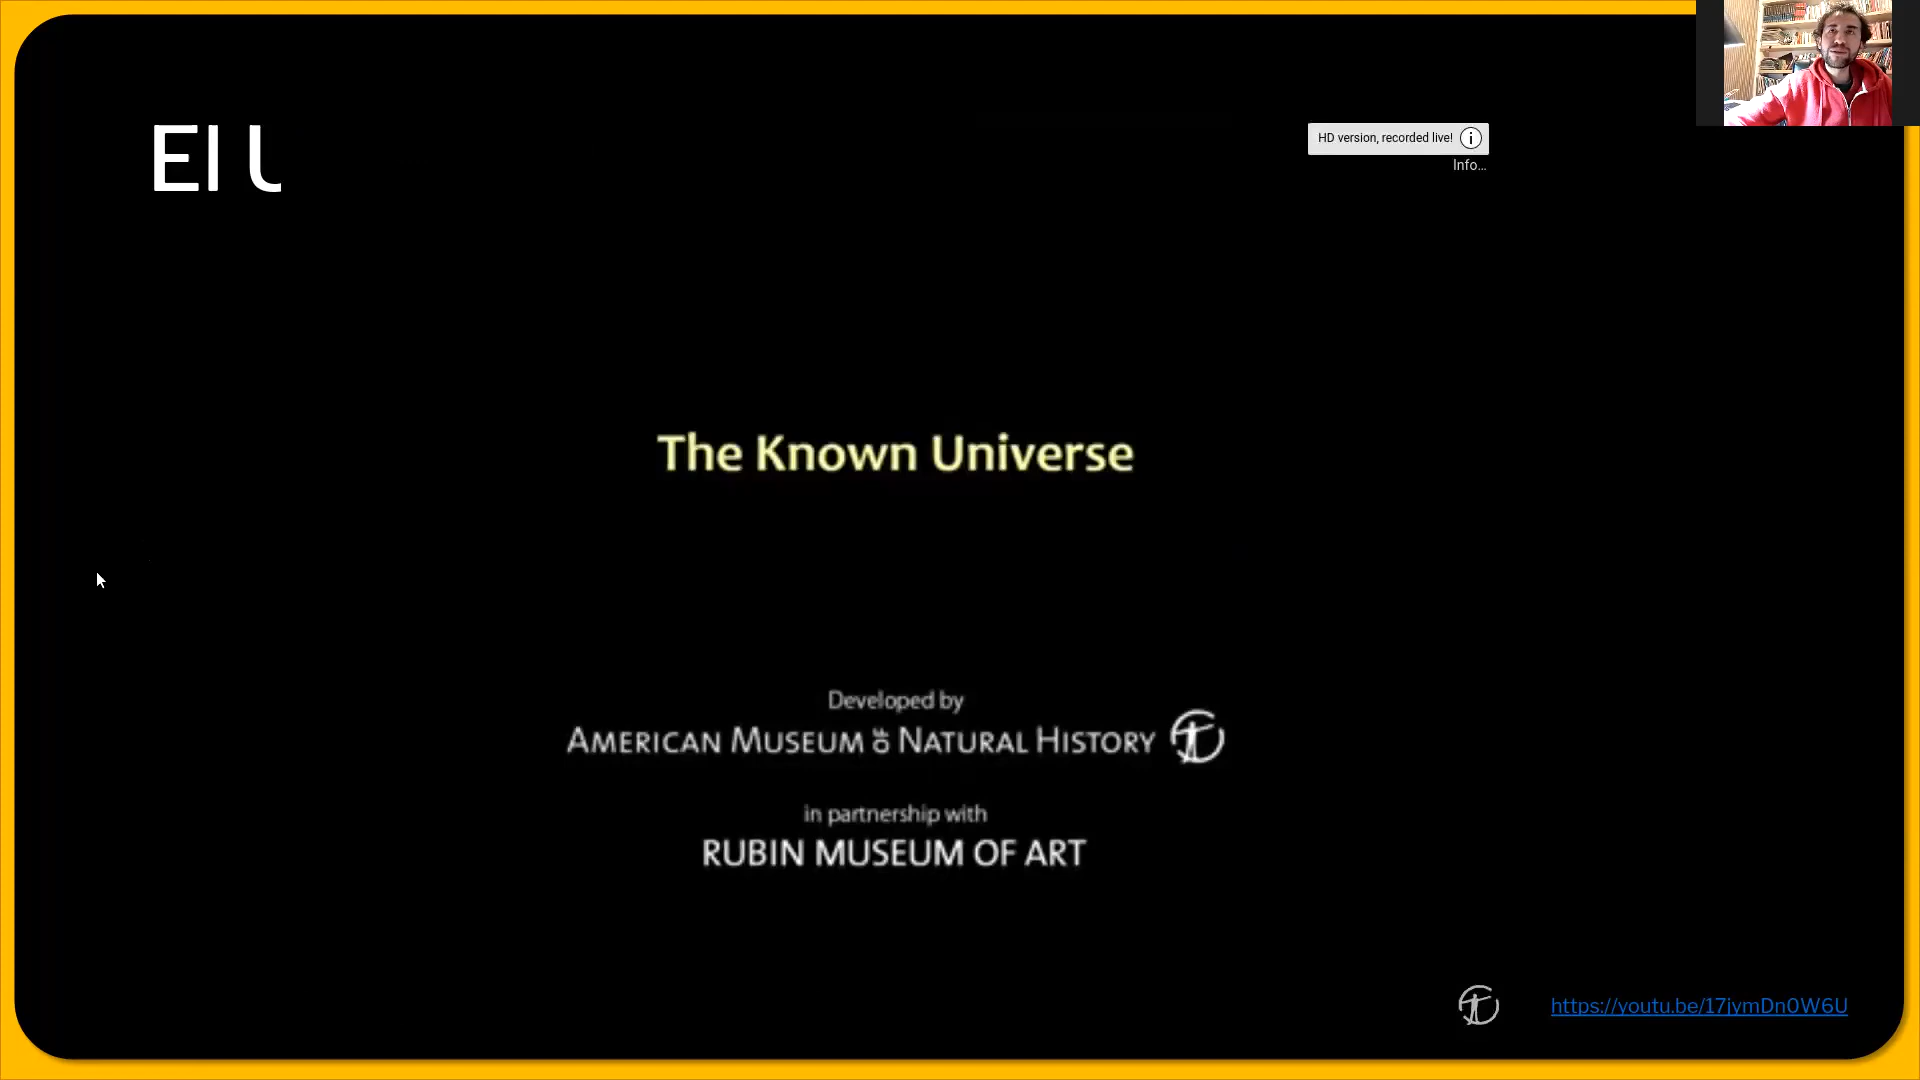 El
HD version, recorded live!
Info...
The Known Universe
Developed by
AMERICAN MUSEUM OF NATURAL HISTORY
in partnership with
RUBIN MUSEUM OF ART
https://youtu.be/17jymDn0W6U